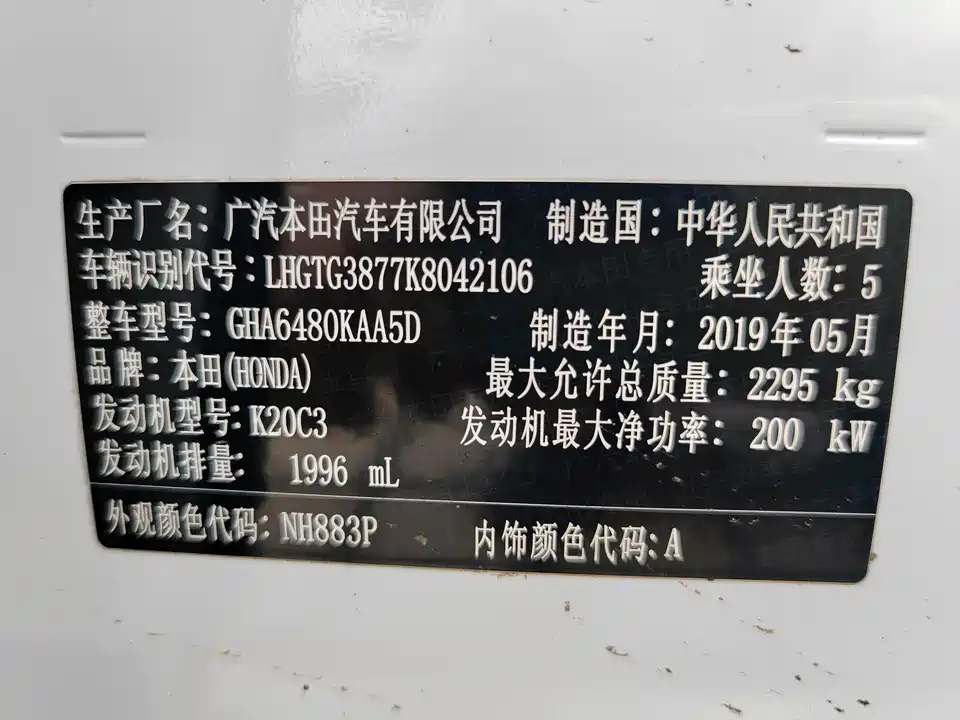 生产厂名：广汽本田汽车有限公司 制造国：中华人民共和国
车辆识别代号：LHGTG3877K8042106 乘坐人数：5
整车型号：GHA6480KAA5D 制造年月：2019年05月
品牌：本田(HONDA) 最大允许总质量：2295 kg
发动机型号：K20C3 发动机最大净功率：200 kW
发动机排量： 1996 mL
外观颜色代码：NH883P 内饰颜色代码：A